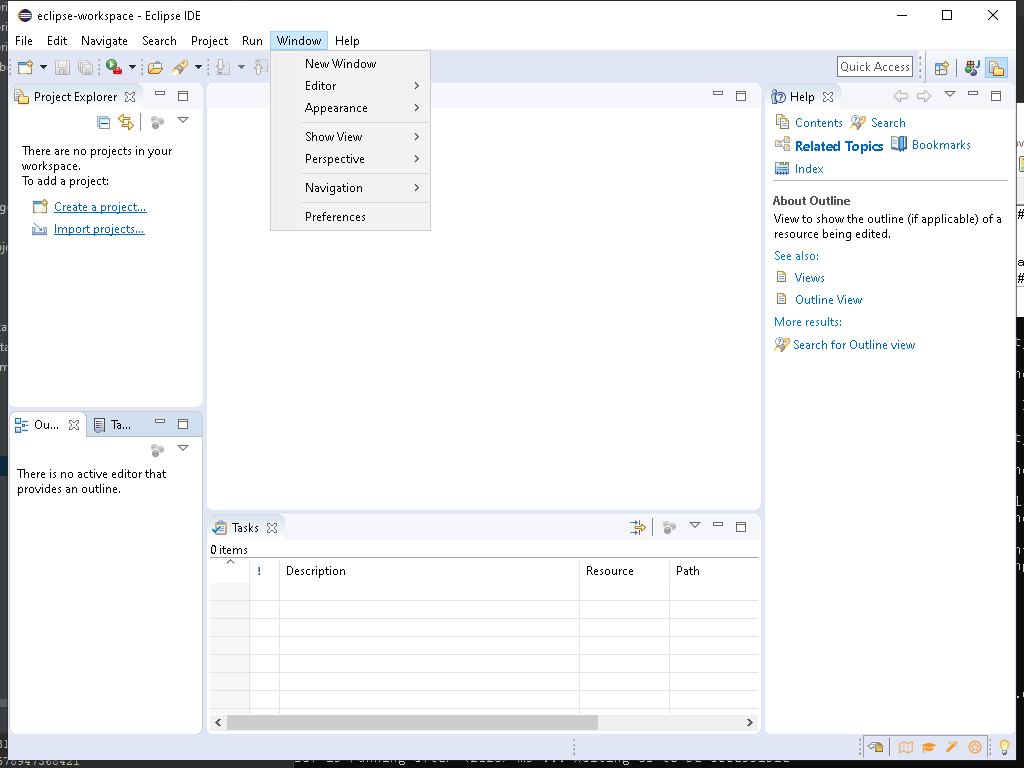 eclipse-workspace - Eclipse IDE
File Edit Navigate Search Project Run Window Help
New Window
Editor
Appearance
Show View
Perspective
Navigation
Preferences
Quick Access
Project Explorer
There are no projects in your
workspace.
To add a project:
Create a project...
Import projects...
Ou...
Ta...
There is no active editor that
provides an outline.
Tasks
0 items
! Description Resource Path
Help
Contents Search
Related Topics Bookmarks
Index
About Outline
View to show the outline (if applicable) of a
resource being edited.
See also:
Views
Outline View
More results:
Search for Outline view